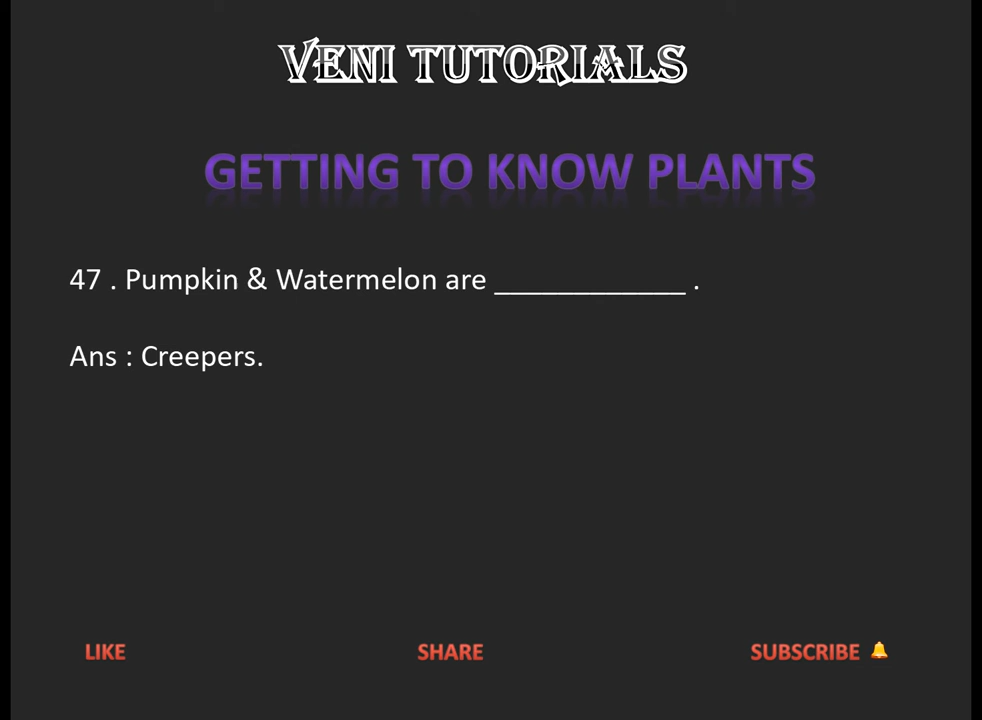 VENI TUTORIALS
GETTING TO KNOW PLANTS
47 . Pumpkin & Watermelon are ____________ .
Ans : Creepers.
LIKE SHARE SUBSCRIBE 🔔